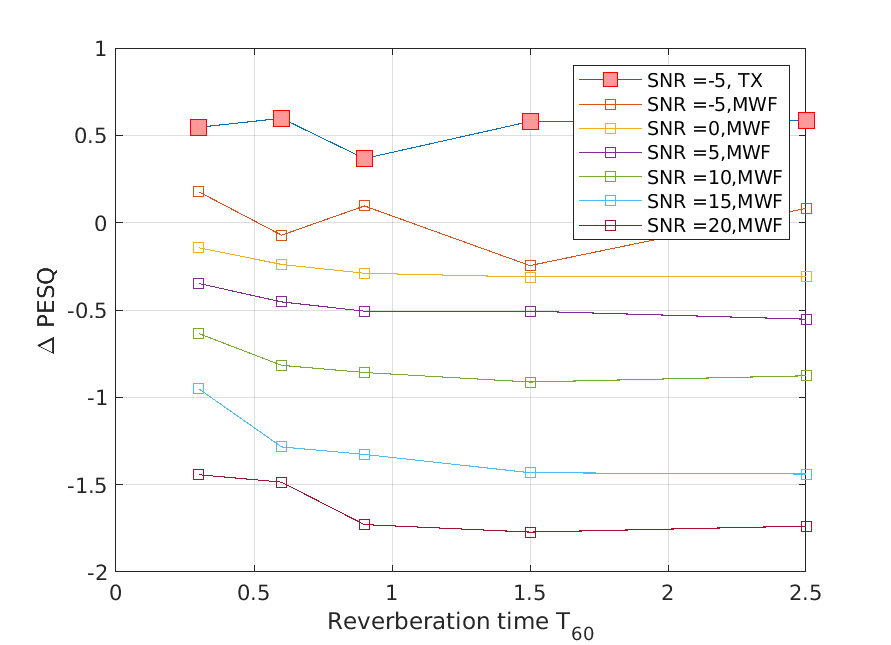 1
0.5
0
-0.5
-1
-1.5
-2
Δ PESQ
SNR =-5, TX
SNR =-5,MWF
SNR =0,MWF
SNR =5,MWF
SNR =10,MWF
SNR =15,MWF
SNR =20,MWF
0 0.5 1 1.5 2 2.5
Reverberation time T60